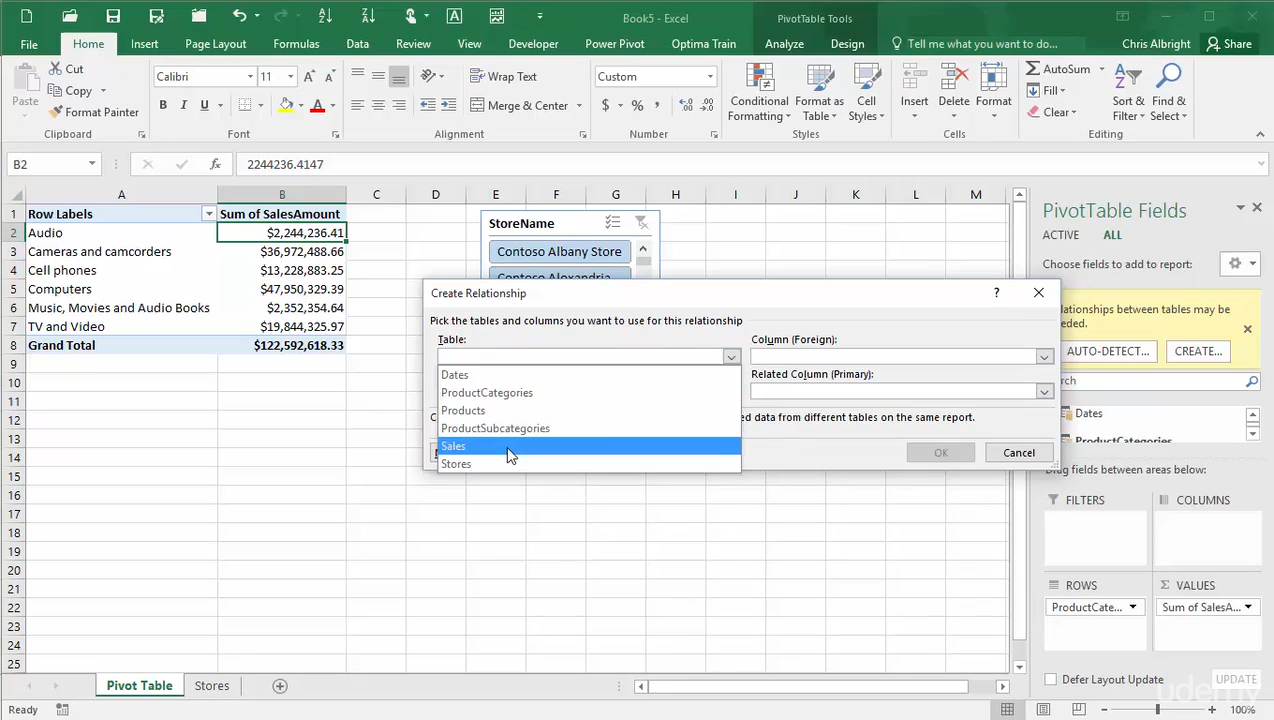 Book5 - Excel
PivotTable Tools
File
Home
Insert
Page Layout
Formulas
Data
Review
View
Developer
Power Pivot
Optima Train
Analyze
Design
Tell me what you want to do...
Chris Albright
Share
Paste
Cut
Copy
Format Painter
Clipboard
Calibri
11
B I U
Font
Wrap Text
Merge & Center
Alignment
Custom
$ % ,
Number
Conditional
Formatting
Format as
Table
Cell
Styles
Styles
Insert
Delete
Format
Cells
AutoSum
Fill
Clear
Sort &
Filter
Find &
Select
Editing
B2
fx
2244236.4147
A B C D E F G H I J K L M
1 Row Labels Sum of SalesAmount
2 Audio $2,244,236.41
3 Cameras and camcorders $36,972,488.66
4 Cell phones $13,228,883.25
5 Computers $47,950,329.39
6 Music, Movies and Audio Books $2,352,354.64
7 TV and Video $19,844,325.97
8 Grand Total $122,592,618.33
9
10
11
12
13
14
15
16
17
18
19
20
21
22
23
24
25
StoreName
Contoso Albany Store
Contoso Alexandria
Create Relationship
?
Pick the tables and columns you want to use for this relationship
Table:
Column (Foreign):
Related Column (Primary):
Dates
ProductCategories
Products
ProductSubcategories
Sales
Stores
ed data from different tables on the same report.
OK
Cancel
PivotTable Fields
ACTIVE
ALL
Choose fields to add to report:
elationships between tables may be
eded.
AUTO-DETECT...
CREATE...
rch
Dates
ProductCategories
Drag fields between areas below:
FILTERS
COLUMNS
ROWS
Σ VALUES
ProductCate...
Sum of SalesA...
Defer Layout Update
UPDATE
Pivot Table
Stores
Ready
100%
udemy